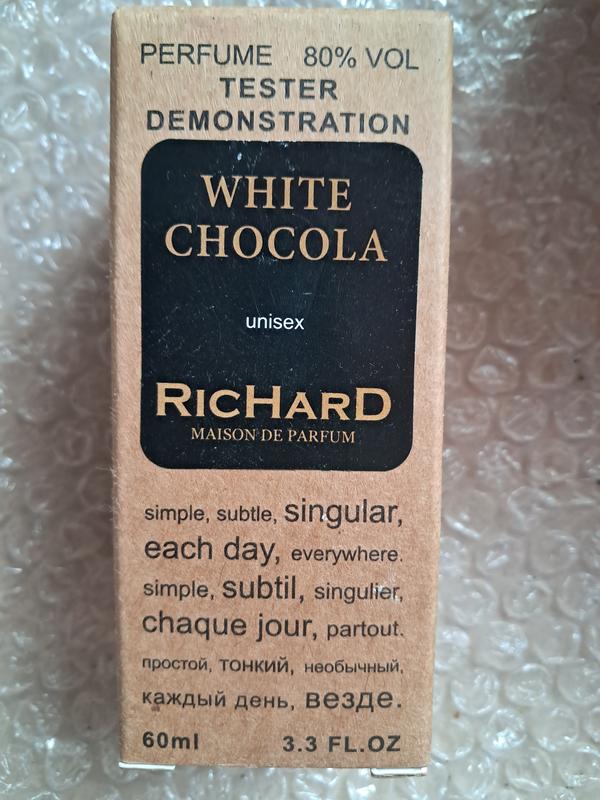 PERFUME 80% VOL
TESTER
DEMONSTRATION
WHITE
CHOCOLA
unisex
RICHARD
MAISON DE PARFUM
simple, subtle, singular,
each day, everywhere.
simple, subtil, singulier,
chaque jour, partout.
простой, тонкий, необычный,
каждый день, везде.
60ml 3.3 FL.OZ